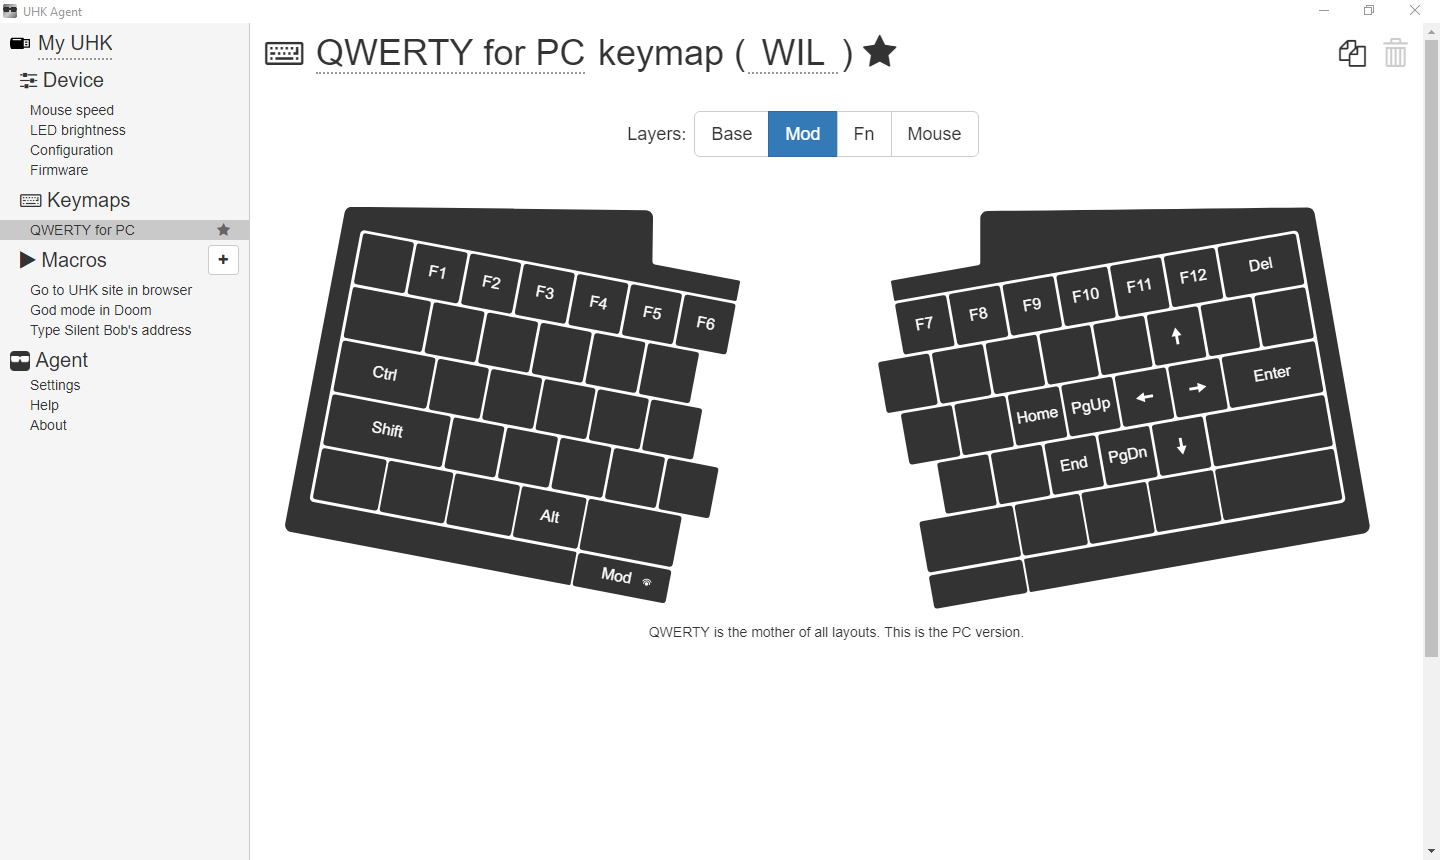 UHK Agent
My UHK
Device
Mouse speed
LED brightness
Configuration
Firmware
Keymaps
QWERTY for PC
Macros
+
Go to UHK site in browser
God mode in Doom
Type Silent Bob's address
Agent
Settings
Help
About
QWERTY for PC keymap ( WIL )
Layers: Base Mod Fn Mouse
F1 F2 F3 F4 F5 F6
Ctrl
Shift
Alt
Mod
F7 F8 F9 F10 F11 F12 Del
Home PgUp Enter
End PgDn
QWERTY is the mother of all layouts. This is the PC version.